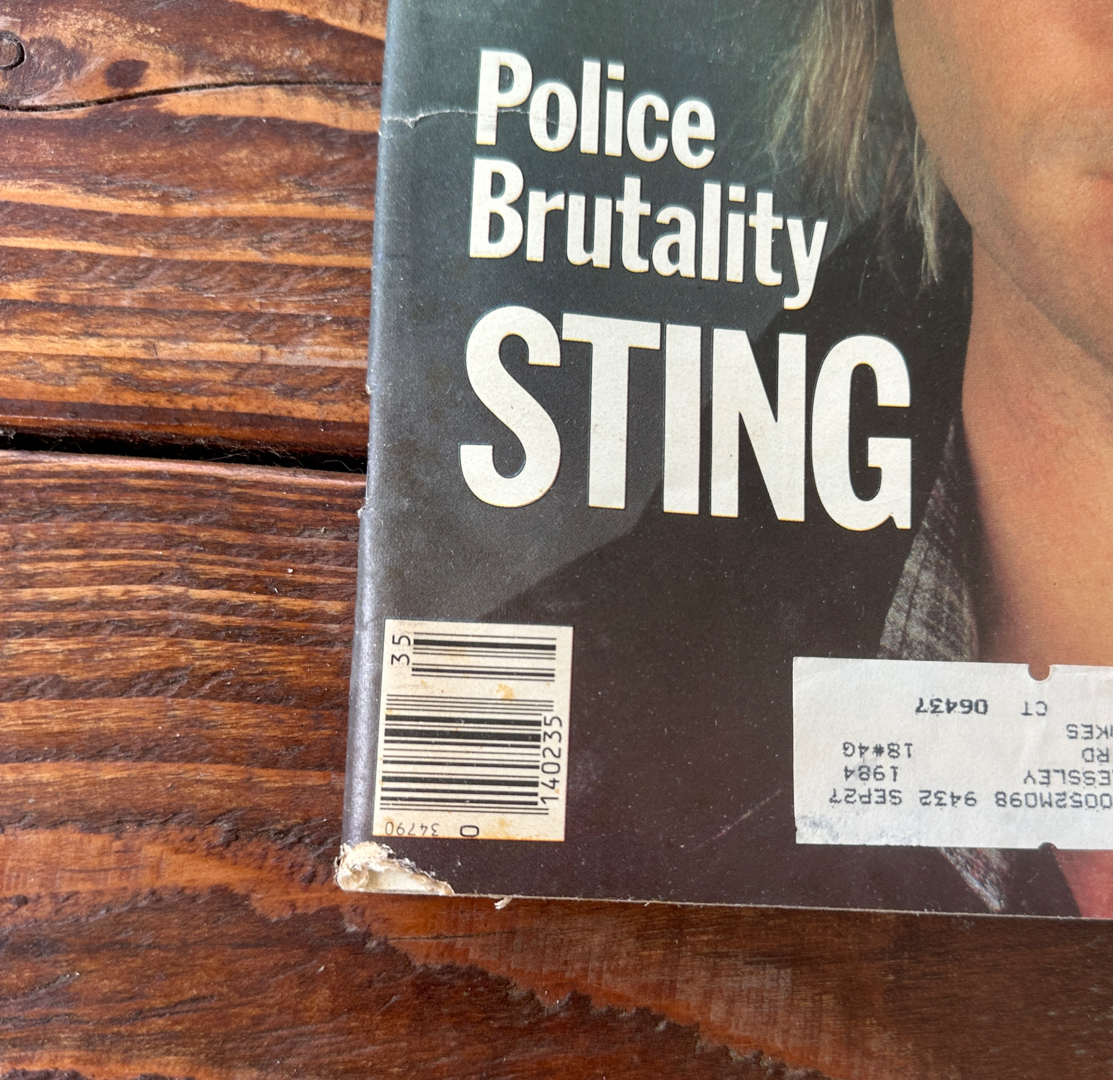 Police
Brutality
STING
35
140235
0
34790
0052M098 9432 SEP27
ESSLEY 1984
RD 18#4G
KES
CT 06437